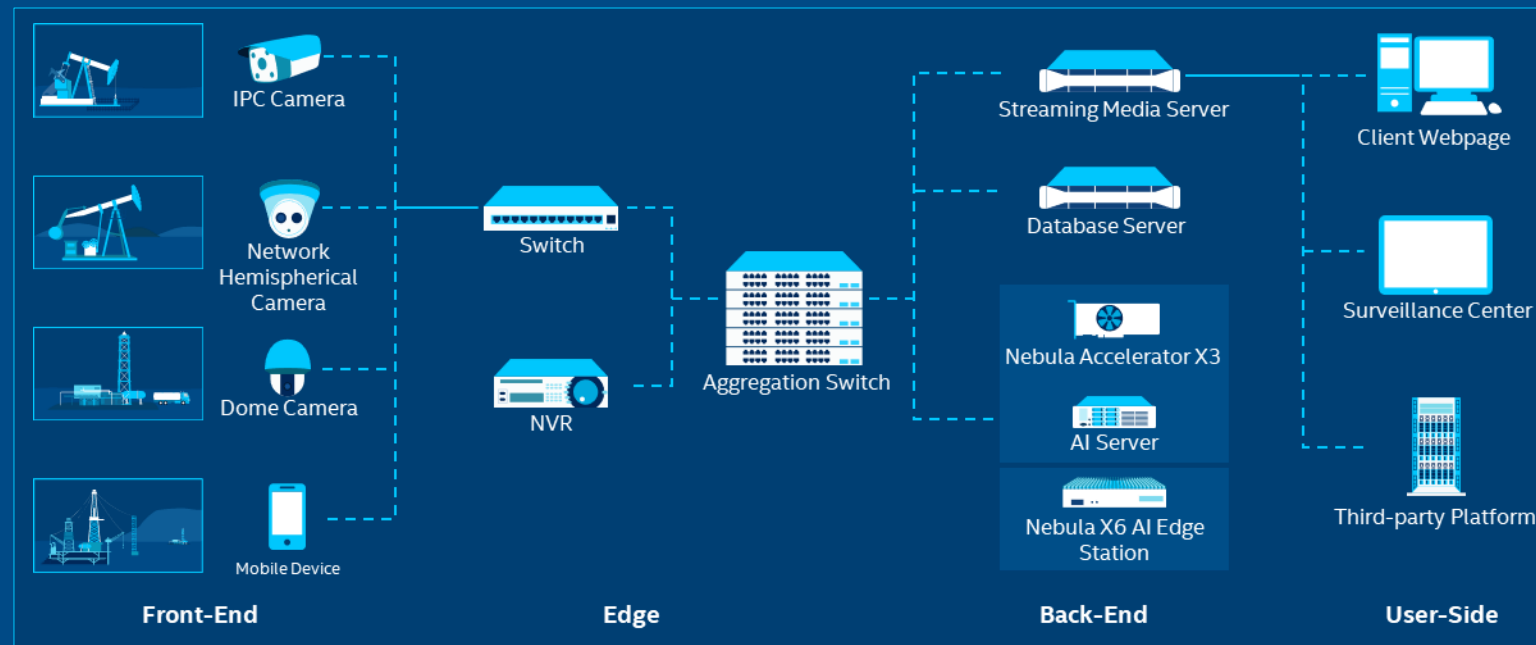 IPC Camera
Network
Hemispherical
Camera
Dome Camera
Mobile Device
Front-End
Switch
NVR
Aggregation Switch
Edge
Streaming Media Server
Database Server
Nebula Accelerator X3
AI Server
Nebula X6 AI Edge
Station
Back-End
Client Webpage
Surveillance Center
Third-party Platform
User-Side